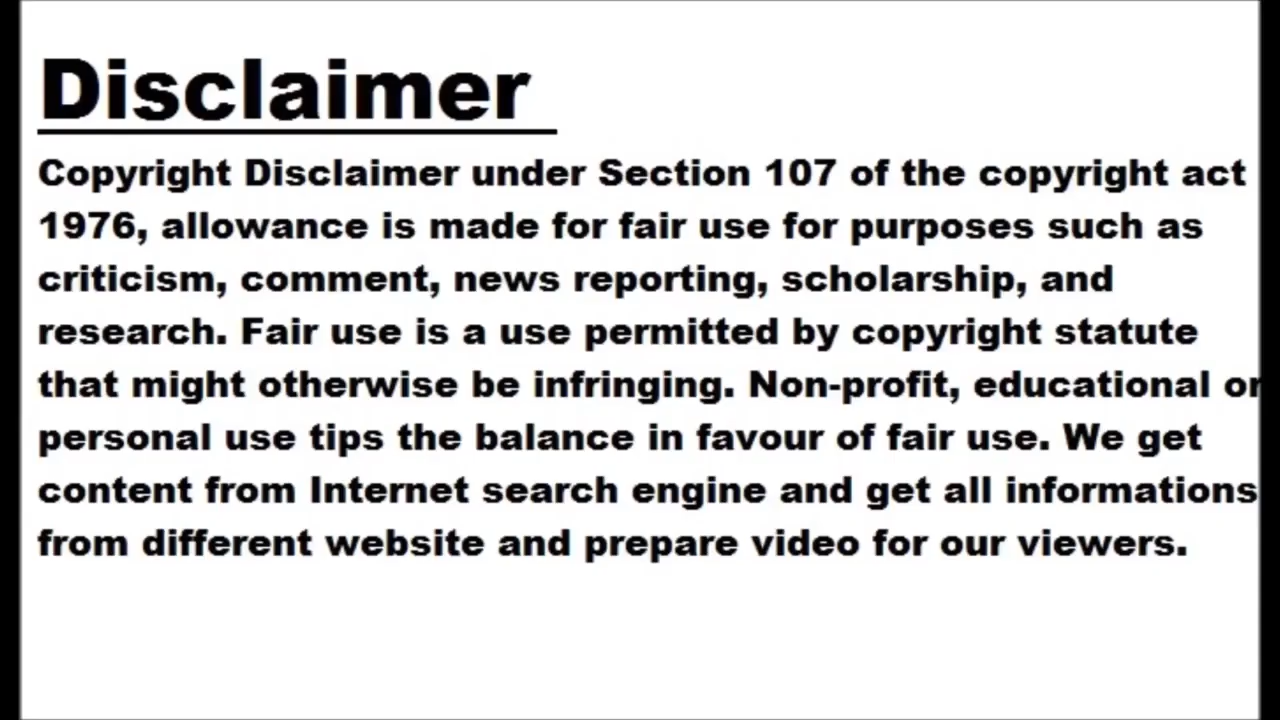 Disclaimer
Copyright Disclaimer under Section 107 of the copyright act
1976, allowance is made for fair use for purposes such as
criticism, comment, news reporting, scholarship, and
research. Fair use is a use permitted by copyright statute
that might otherwise be infringing. Non-profit, educational or
personal use tips the balance in favour of fair use. We get
content from Internet search engine and get all informations
from different website and prepare video for our viewers.